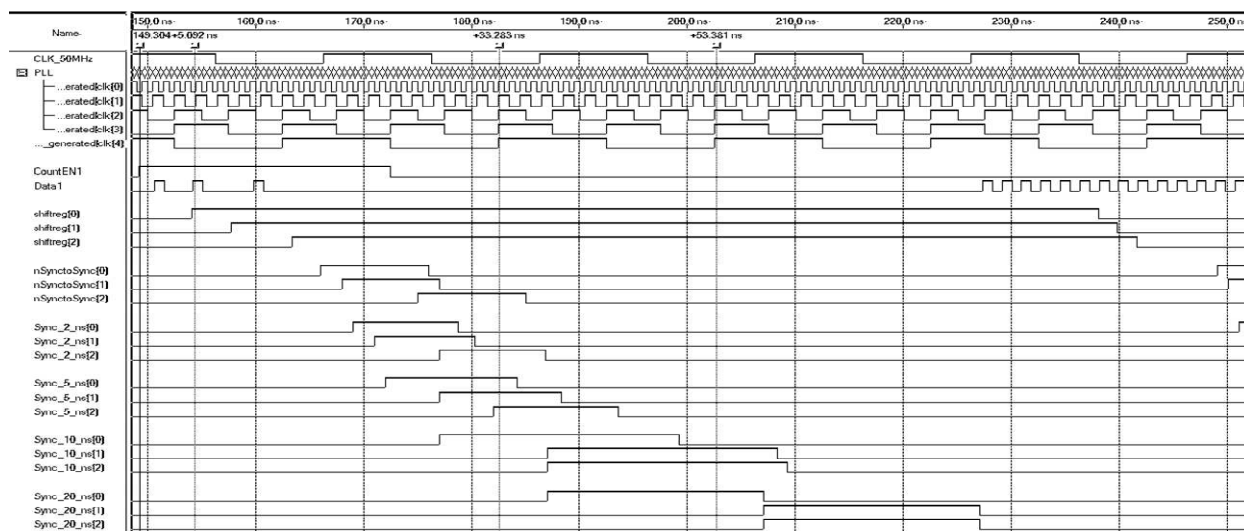 150.0 ns 160.0 ns 170.0 ns 180.0 ns 190.0 ns 200.0 ns 210.0 ns 220.0 ns 230.0 ns 240.0 ns 250.0 ns
Name
149.304+5.092 ns +33.283 ns +53.381 ns
CLK_50MHz
PLL
...erated|clk[0]
...erated|clk[1]
...erated|clk[2]
...erated|clk[3]
..._generated|clk[4]
CountEN1
Data1
shiftreg[0]
shiftreg[1]
shiftreg[2]
nSynctoSync[0]
nSynctoSync[1]
nSynctoSync[2]
Sync_2_ns[0]
Sync_2_ns[1]
Sync_2_ns[2]
Sync_5_ns[0]
Sync_5_ns[1]
Sync_5_ns[2]
Sync_10_ns[0]
Sync_10_ns[1]
Sync_10_ns[2]
Sync_20_ns[0]
Sync_20_ns[1]
Sync_20_ns[2]